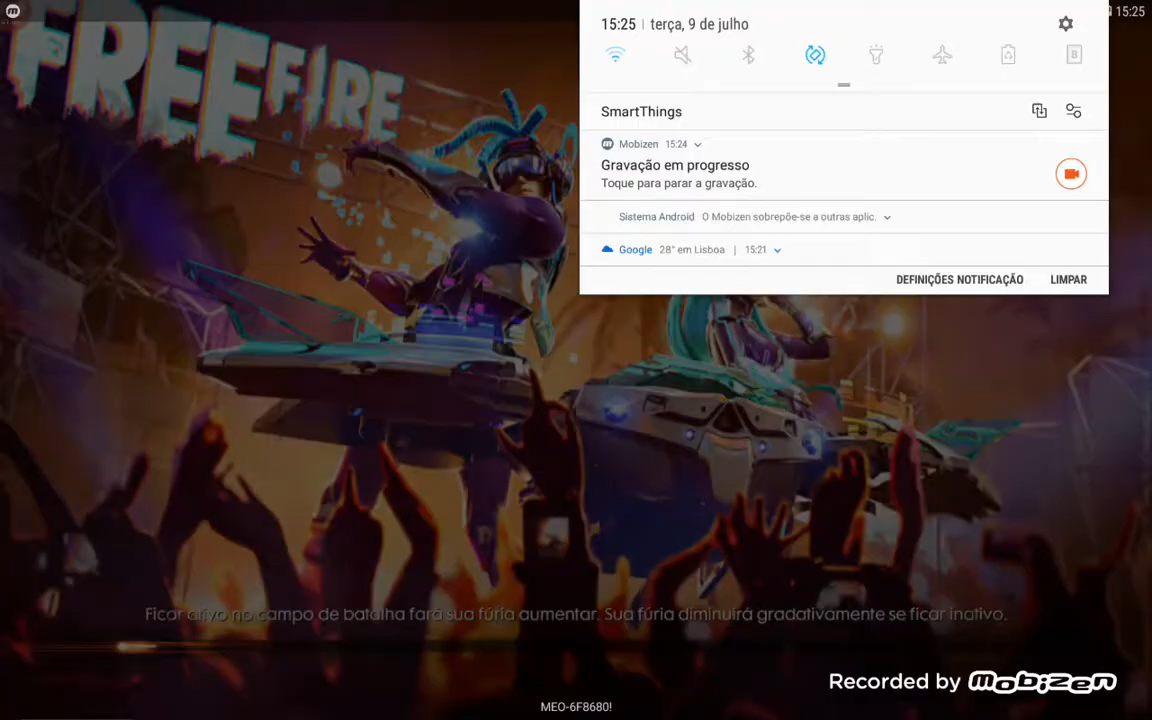 FREE FIRE
15:25 | terça, 9 de julho
15:25
B
SmartThings
Mobizen 15:24
Gravação em progresso
Toque para parar a gravação.
Sistema Android O Mobizen sobrepõe-se a outras aplic.
Google 28° em Lisboa | 15:21
DEFINIÇÕES NOTIFICAÇÃO LIMPAR
Ficar ativo no campo de batalha fará sua fúria aumentar. Sua fúria diminuirá gradativamente se ficar inativo.
Recorded by mobizen
MEO-6F8680!